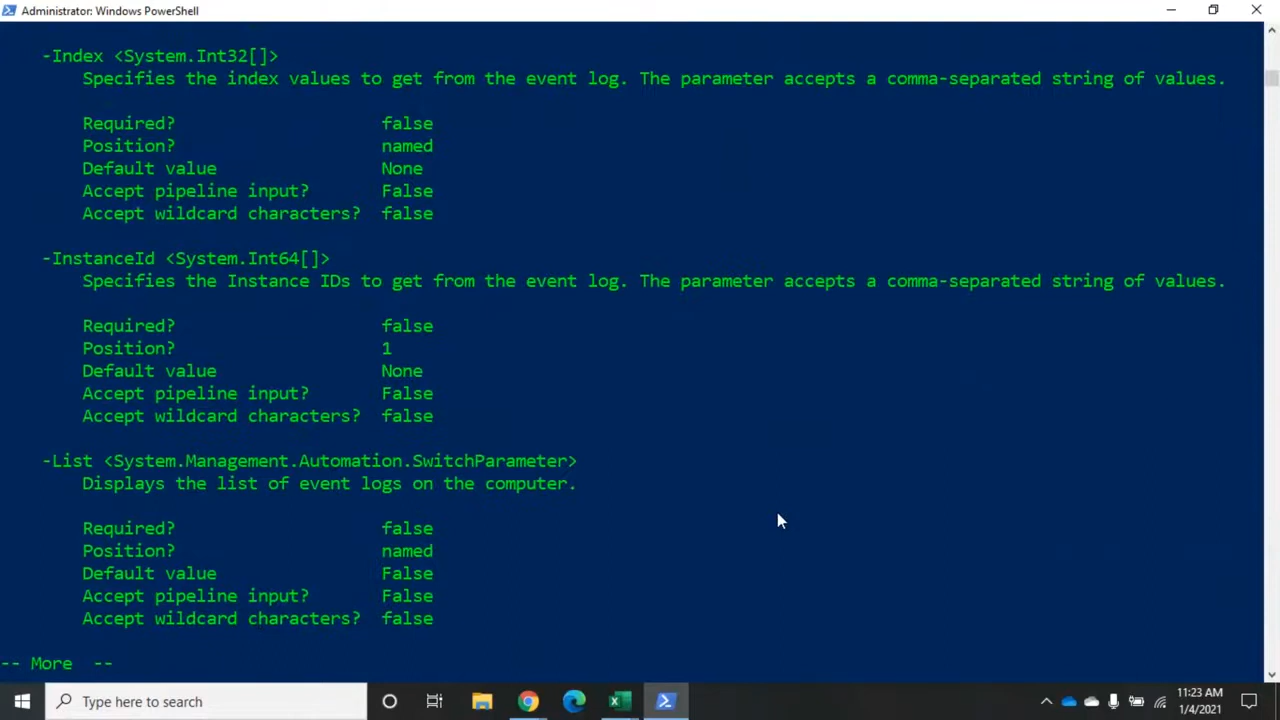 Administrator: Windows PowerShell
-Index <System.Int32[]>
Specifies the index values to get from the event log. The parameter accepts a comma-separated string of values.
Required? false
Position? named
Default value None
Accept pipeline input? False
Accept wildcard characters? false
-InstanceId <System.Int64[]>
Specifies the Instance IDs to get from the event log. The parameter accepts a comma-separated string of values.
Required? false
Position? 1
Default value None
Accept pipeline input? False
Accept wildcard characters? false
-List <System.Management.Automation.SwitchParameter>
Displays the list of event logs on the computer.
Required? false
Position? named
Default value False
Accept pipeline input? False
Accept wildcard characters? false
-- More  --
Type here to search
11:23 AM
1/4/2021